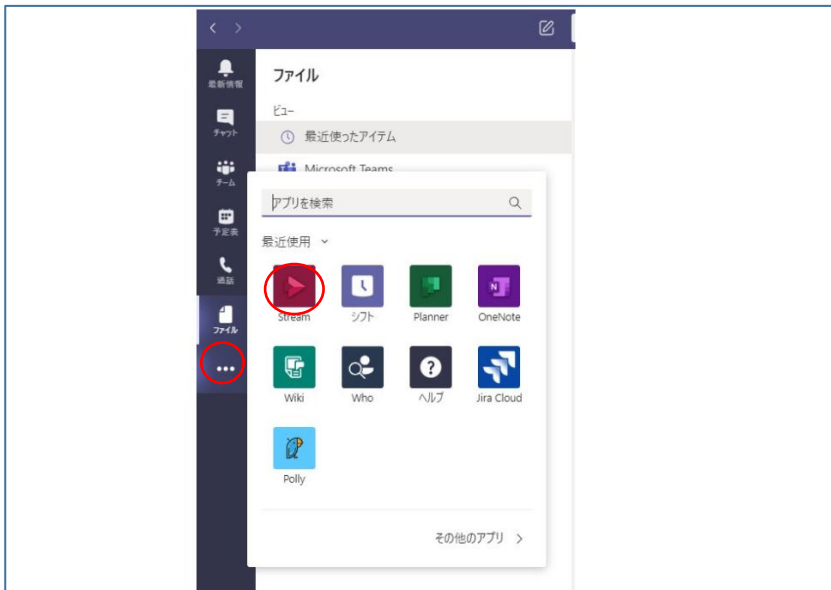 最新情報
チャット
チーム
予定表
通話
ファイル
ファイル
ビュー
最近使ったアイテム
Microsoft Teams
アプリを検索
最近使用
Stream
シフト
Planner
OneNote
Wiki
Who
ヘルプ
Jira Cloud
Polly
その他のアプリ